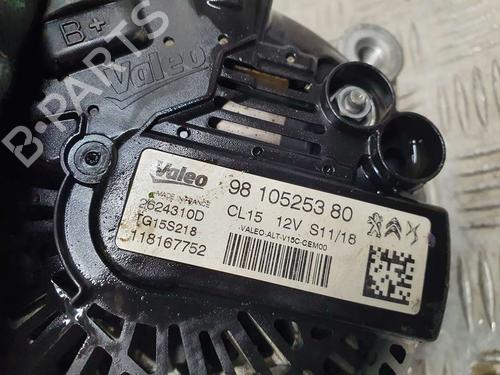 B+
Valeo
B-PARTS
Valeo
MADE IN FRANCE
2624310D
TG15S218
118167752
98 105253 80
CL15 12V S11/18
-VALEO-ALT-V15C-GEM00